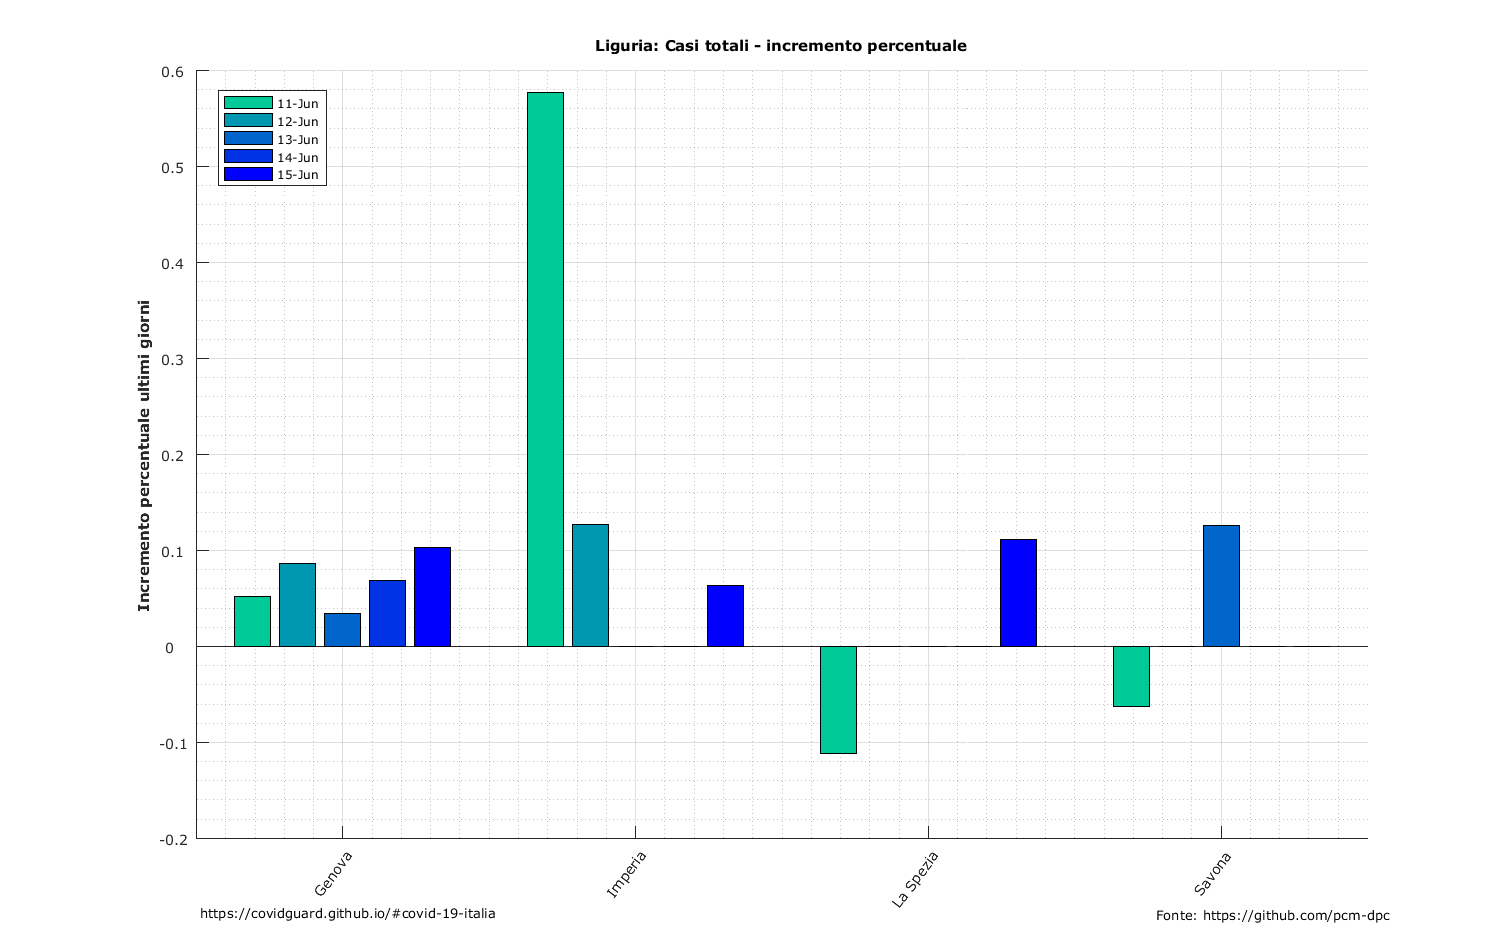 Liguria: Casi totali - incremento percentuale
Incremento percentuale ultimi giorni
0.6
0.5
0.4
0.3
0.2
0.1
0
-0.1
-0.2
11-Jun
12-Jun
13-Jun
14-Jun
15-Jun
Genova
Imperia
La Spezia
Savona
https://covidguard.github.io/#covid-19-italia
Fonte: https://github.com/pcm-dpc